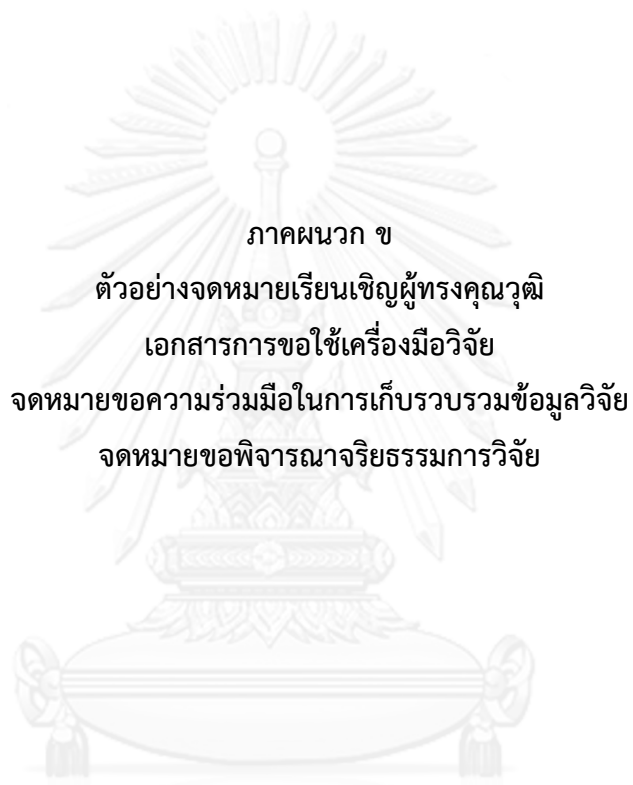 ภาคผนวก ข
ตัวอย่างจดหมายเรียนเชิญผู้ทรงคุณวุฒิ
เอกสารการขอใช้เครื่องมือวิจัย
จดหมายขอความร่วมมือในการเก็บรวบรวมข้อมูลวิจัย
จดหมายขอพิจารณาจริยธรรมการวิจัย